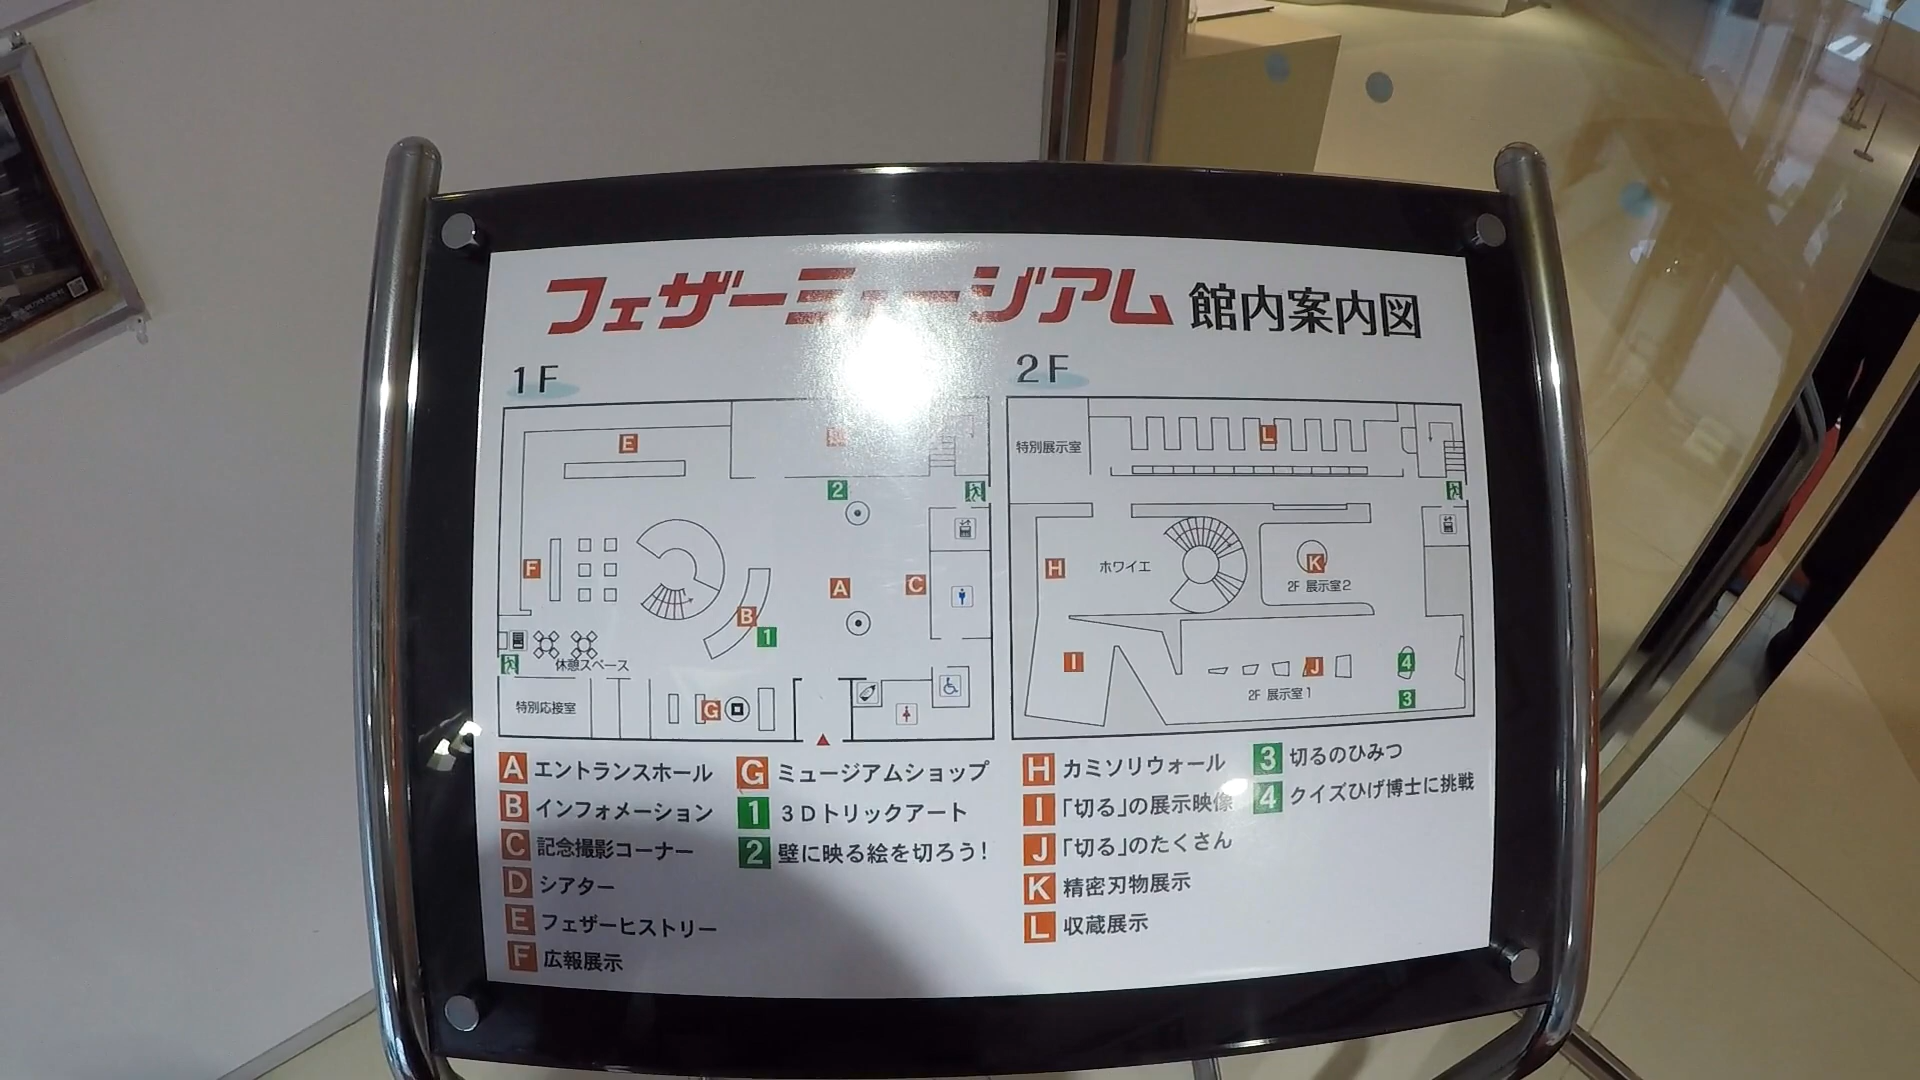 フェザーミュージアム 館内案内図
1F
2F
E
2
F
A
C
B
1
休憩スペース
特別応接室
G
特別展示室
L
H
ホワイエ
K
2F 展示室2
I
J
4
2F 展示室1
3
A エントランスホール
B インフォメーション
C 記念撮影コーナー
D シアター
E フェザーヒストリー
F 広報展示
G ミュージアムショップ
1 3Dトリックアート
2 壁に映る絵を切ろう!
H カミソリウォール
I 「切る」の展示映像
J 「切る」のたくさん
K 精密刃物展示
L 収蔵展示
3 切るのひみつ
4 クイズひげ博士に挑戦